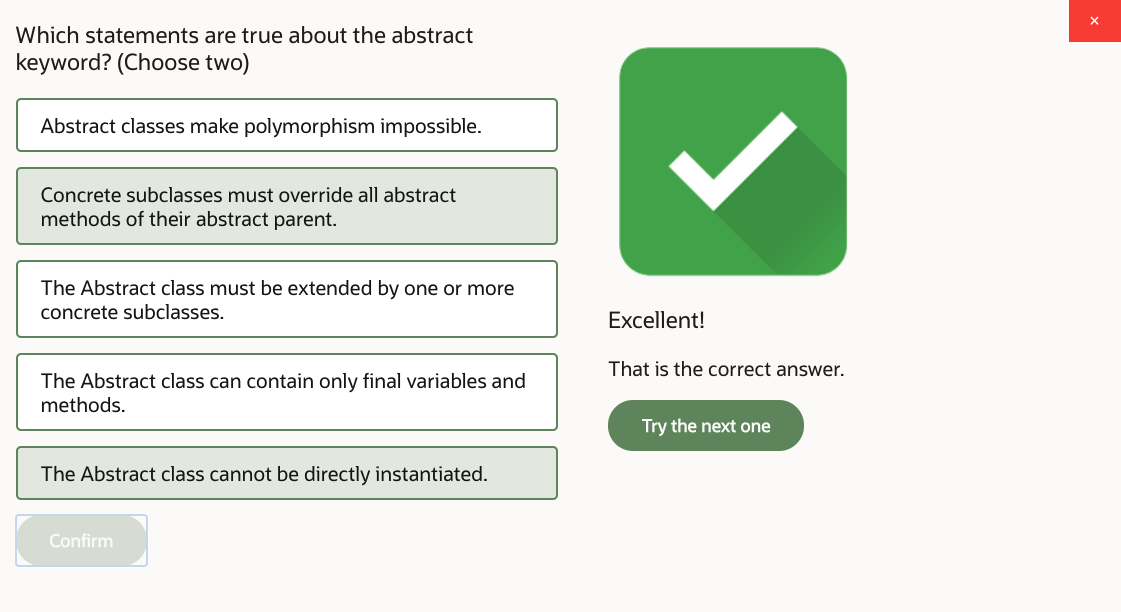 Which statements are true about the abstract
keyword? (Choose two)
Abstract classes make polymorphism impossible.
Concrete subclasses must override all abstract
methods of their abstract parent.
The Abstract class must be extended by one or more
concrete subclasses.
The Abstract class can contain only final variables and
methods.
The Abstract class cannot be directly instantiated.
Confirm
×
Excellent!
That is the correct answer.
Try the next one